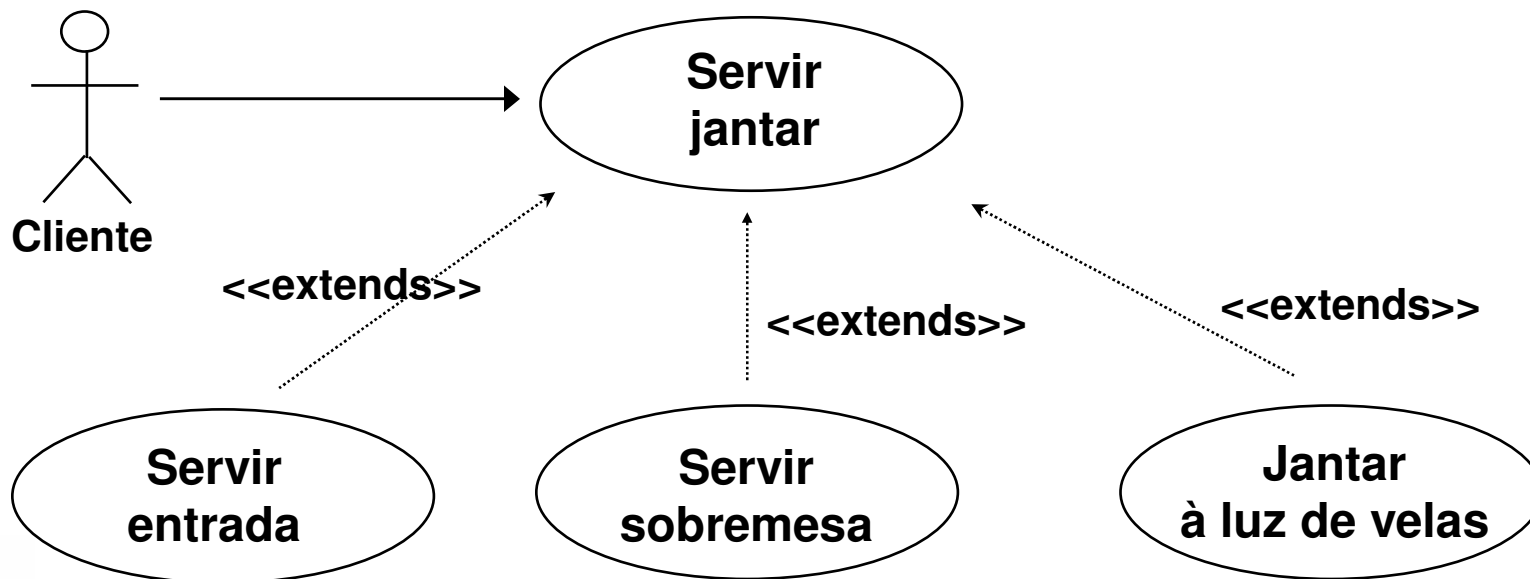 Servir
jantar
Cliente
<<extends>>
<<extends>>
<<extends>>
Servir
entrada
Servir
sobremesa
Jantar
à luz de velas